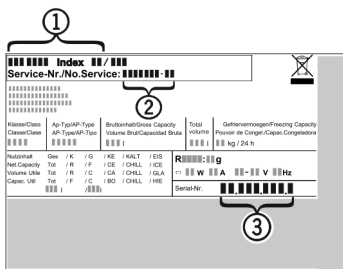 1
Index /
Service-Nr./No.Service: -
2
Klasse/Class Ap-Typ/AP-Type Bruttoinhalt/Gross Capacity Total Gefriervermoegen/Freezing Capacity
Classe/Clase AP-Type/AP-Tipo Volume Brut/Capacidad Bruta volume Pouvoir de Congel./Capac.Congeladora
l l kg / 24 h
Nutzinhalt Ges / K / G / KE / KALT / EIS
Net.Capacity Tot / R / F / CE / CHILL / ICE
Volume Utile Tot / R / C / CA / CHILL / GLA
Capac. Util Tot / F / C / BO / CHILL / HIE
l / l
R : g
W A - V Hz
Serial-Nr.
3